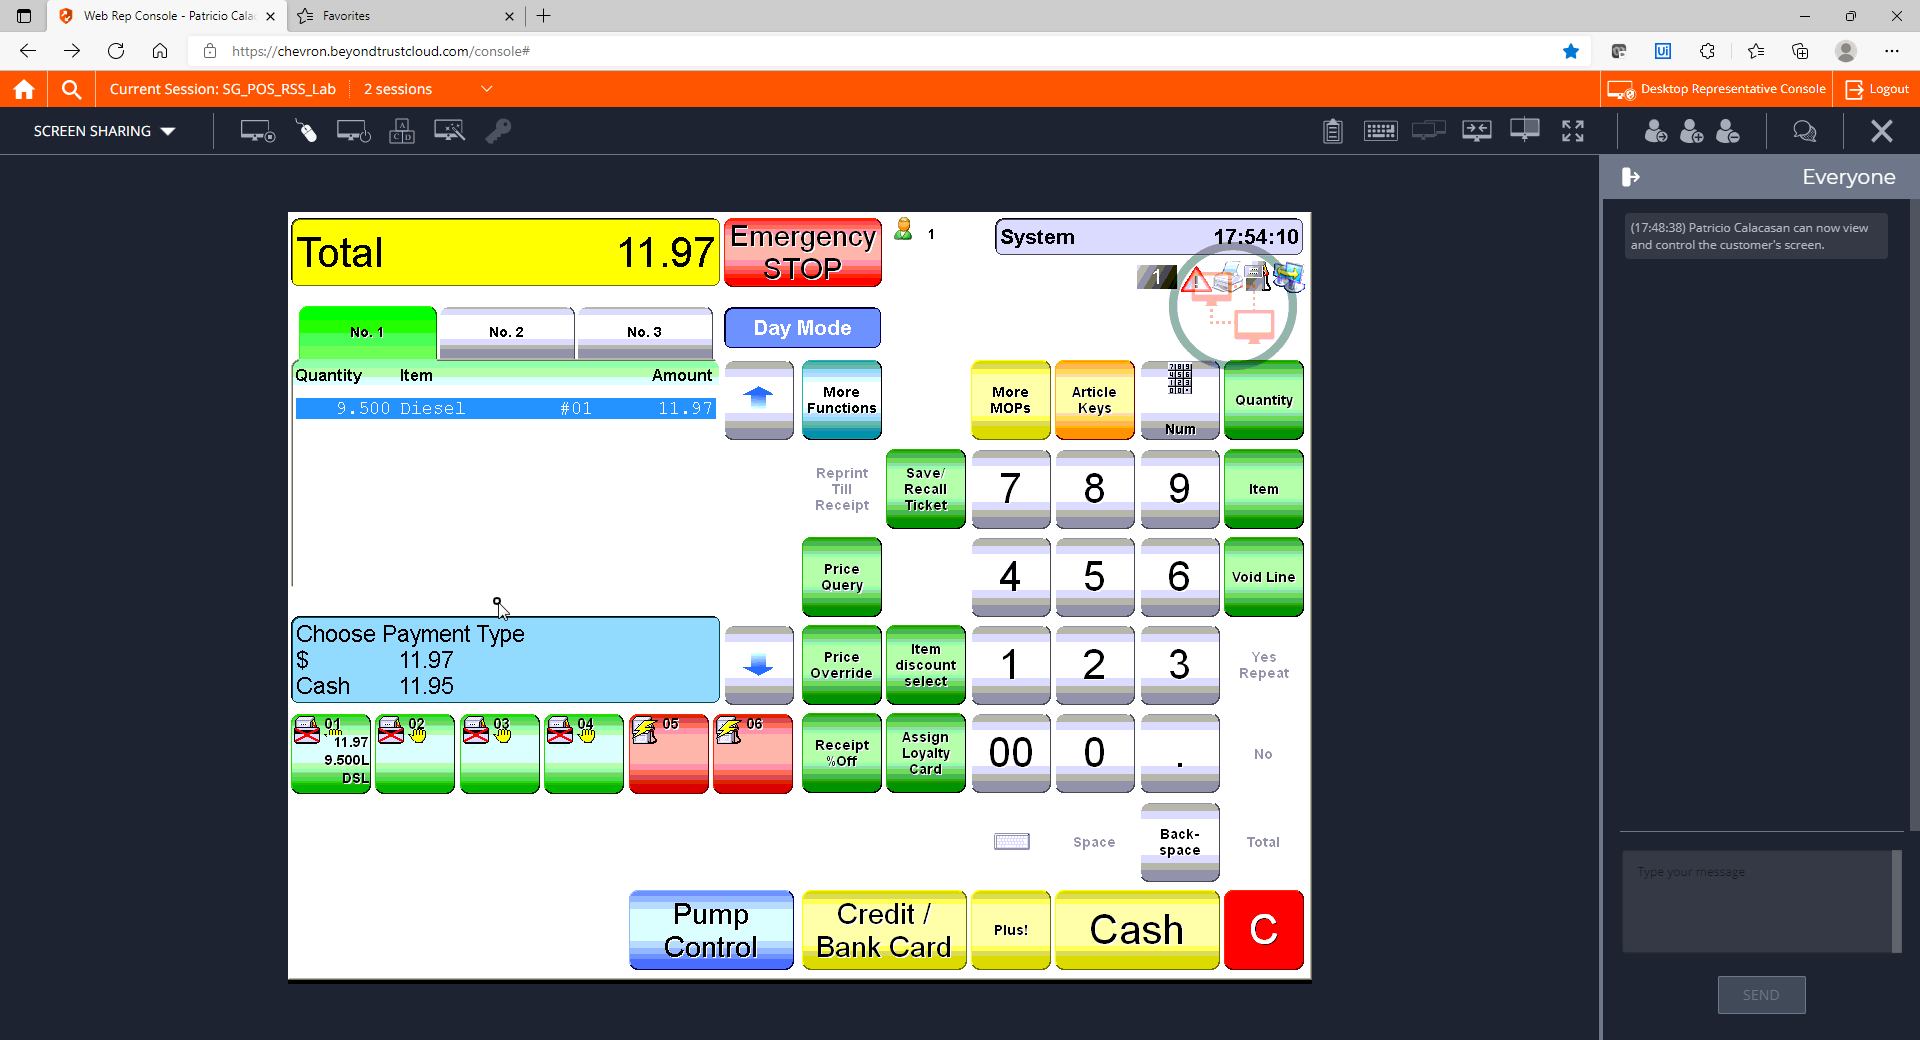 Web Rep Console - Patricio Cala
Favorites
https://chevron.beyondtrustcloud.com/console#
Current Session: SG_POS_RSS_Lab
2 sessions
Desktop Representative Console
Logout
SCREEN SHARING
Everyone
(17:48:38) Patricio Calacasan can now view
and control the customer's screen.
Type your message
SEND
Total 11.97
Emergency
STOP
1
System 17:54:10
1
No. 1
No. 2
No. 3
Day Mode
Quantity Item Amount
9.500 Diesel #01 11.97
More
Functions
More
MOPs
Article
Keys
Num
Quantity
Reprint
Till
Receipt
Save/
Recall
Ticket
7
8
9
Item
Price
Query
4
5
6
Void Line
Choose Payment Type
$ 11.97
Cash 11.95
Price
Override
Item
discount
select
1
2
3
Yes
Repeat
01
11.97
9.500L
DSL
02
03
04
05
06
Receipt
%Off
Assign
Loyalty
Card
00
0
.
No
Space
Back-
space
Total
Pump
Control
Credit /
Bank Card
Plus!
Cash
C